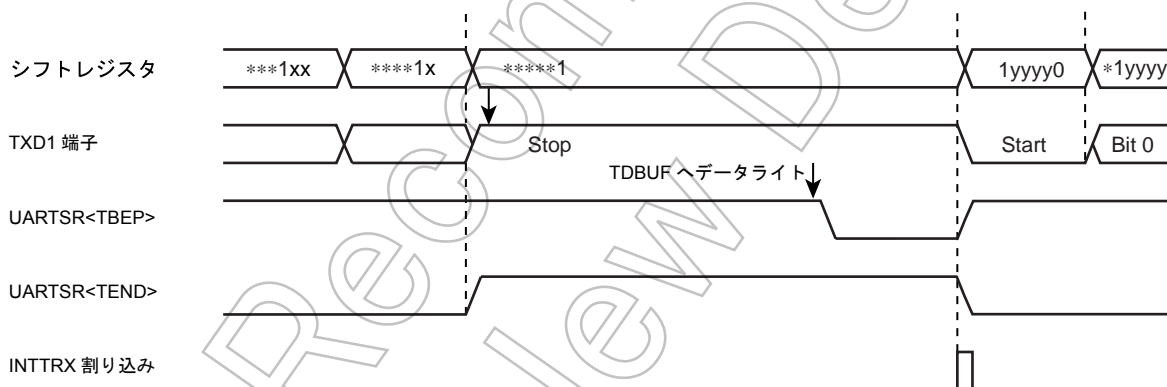 シフトレジスタ ***1xx ****1x *****1 1yyyy0 *1yyyy
TXD1 端子 Stop Start Bit 0
TDBUF へデータライト
UARTSR<TBEP>
UARTSR<TEND>
INTTRX 割り込み